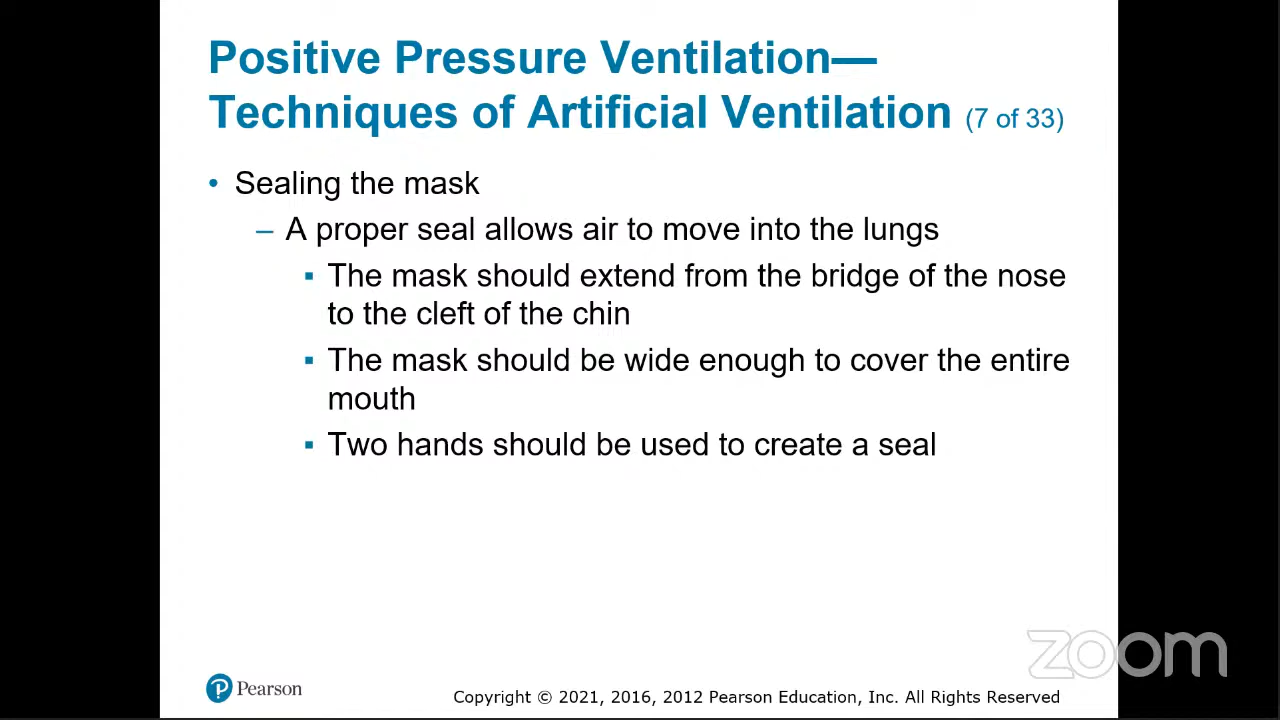 Positive Pressure Ventilation—
Techniques of Artificial Ventilation (7 of 33)
• Sealing the mask
– A proper seal allows air to move into the lungs
▪ The mask should extend from the bridge of the nose
to the cleft of the chin
▪ The mask should be wide enough to cover the entire
mouth
▪ Two hands should be used to create a seal
zoom
Pearson
Copyright © 2021, 2016, 2012 Pearson Education, Inc. All Rights Reserved